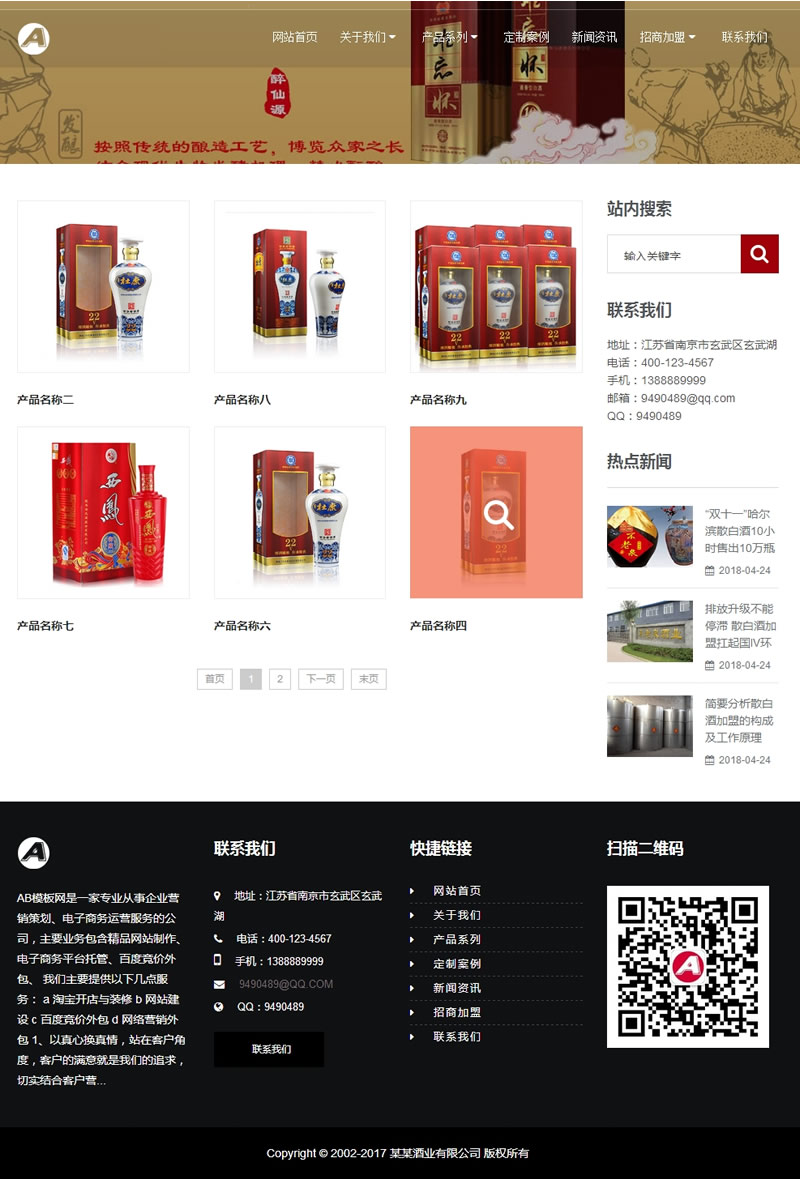 网站首页 关于我们 产品系列 定制案例 新闻资讯 招商加盟 联系我们
醉仙源
发酿
按照传统的酿造工艺，博览众家之长
站内搜索
输入关键字
产品名称二
产品名称八
产品名称九
联系我们
地址：江苏省南京市玄武区玄武湖
电话：400-123-4567
手机：1388889999
邮箱：9490489@qq.com
QQ：9490489
产品名称七
产品名称六
产品名称四
热点新闻
“双十一”哈尔
滨散白酒10小
时售出10万瓶
2018-04-24
排放升级不能
停滞 散白酒加
盟扛起国IV环
2018-04-24
简要分析散白
酒加盟的构成
及工作原理
2018-04-24
首页 1 2 下一页 末页
AB模板网是一家专业从事企业营
销策划、电子商务运营服务的公
司，主要业务包含精品网站制作、
电子商务平台托管、百度竞价外
包、 我们主要提供以下几点服
务： a 淘宝开店与装修 b 网站建
设 c 百度竞价外包 d 网络营销外
包 1、以真心换真情，站在客户角
度，客户的满意就是我们的追求，
切实结合客户营...
联系我们
地址：江苏省南京市玄武区玄武
湖
电话：400-123-4567
手机：1388889999
9490489@QQ.COM
QQ：9490489
联系我们
快捷链接
网站首页
关于我们
产品系列
定制案例
新闻资讯
招商加盟
联系我们
扫描二维码
Copyright © 2002-2017 某某酒业有限公司 版权所有